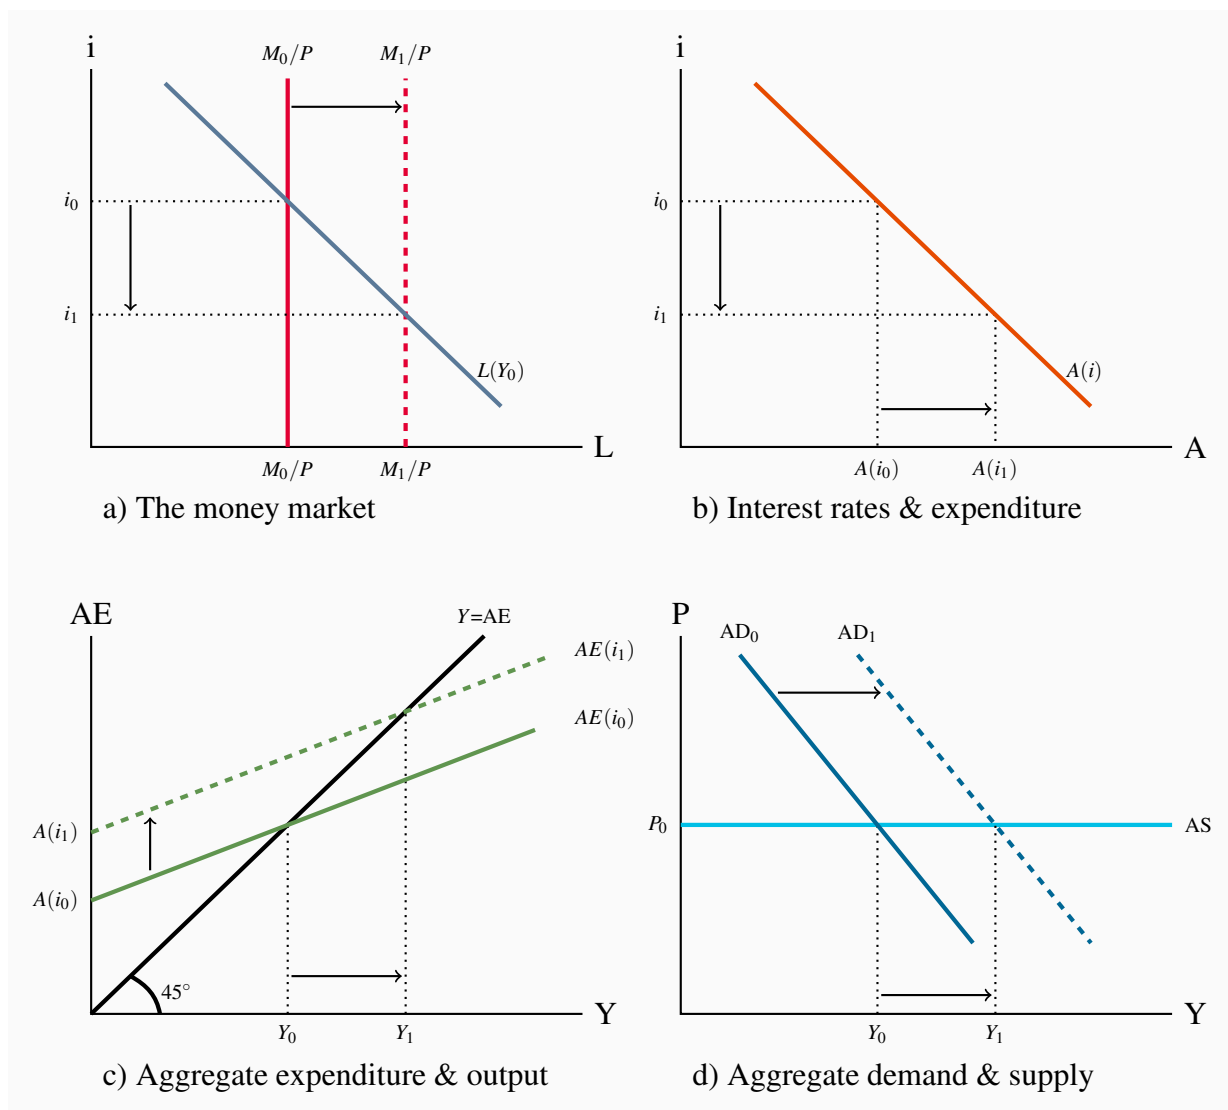 i
M₀/P
M₁/P
i₀
i₁
L(Y₀)
L
M₀/P
M₁/P
a) The money market
i
i₀
i₁
A(i)
A
A(i₀)
A(i₁)
b) Interest rates & expenditure
AE
Y=AE
AE(i₁)
AE(i₀)
A(i₁)
A(i₀)
45°
Y
Y₀
Y₁
c) Aggregate expenditure & output
P
AD₀
AD₁
P₀
AS
Y
Y₀
Y₁
d) Aggregate demand & supply